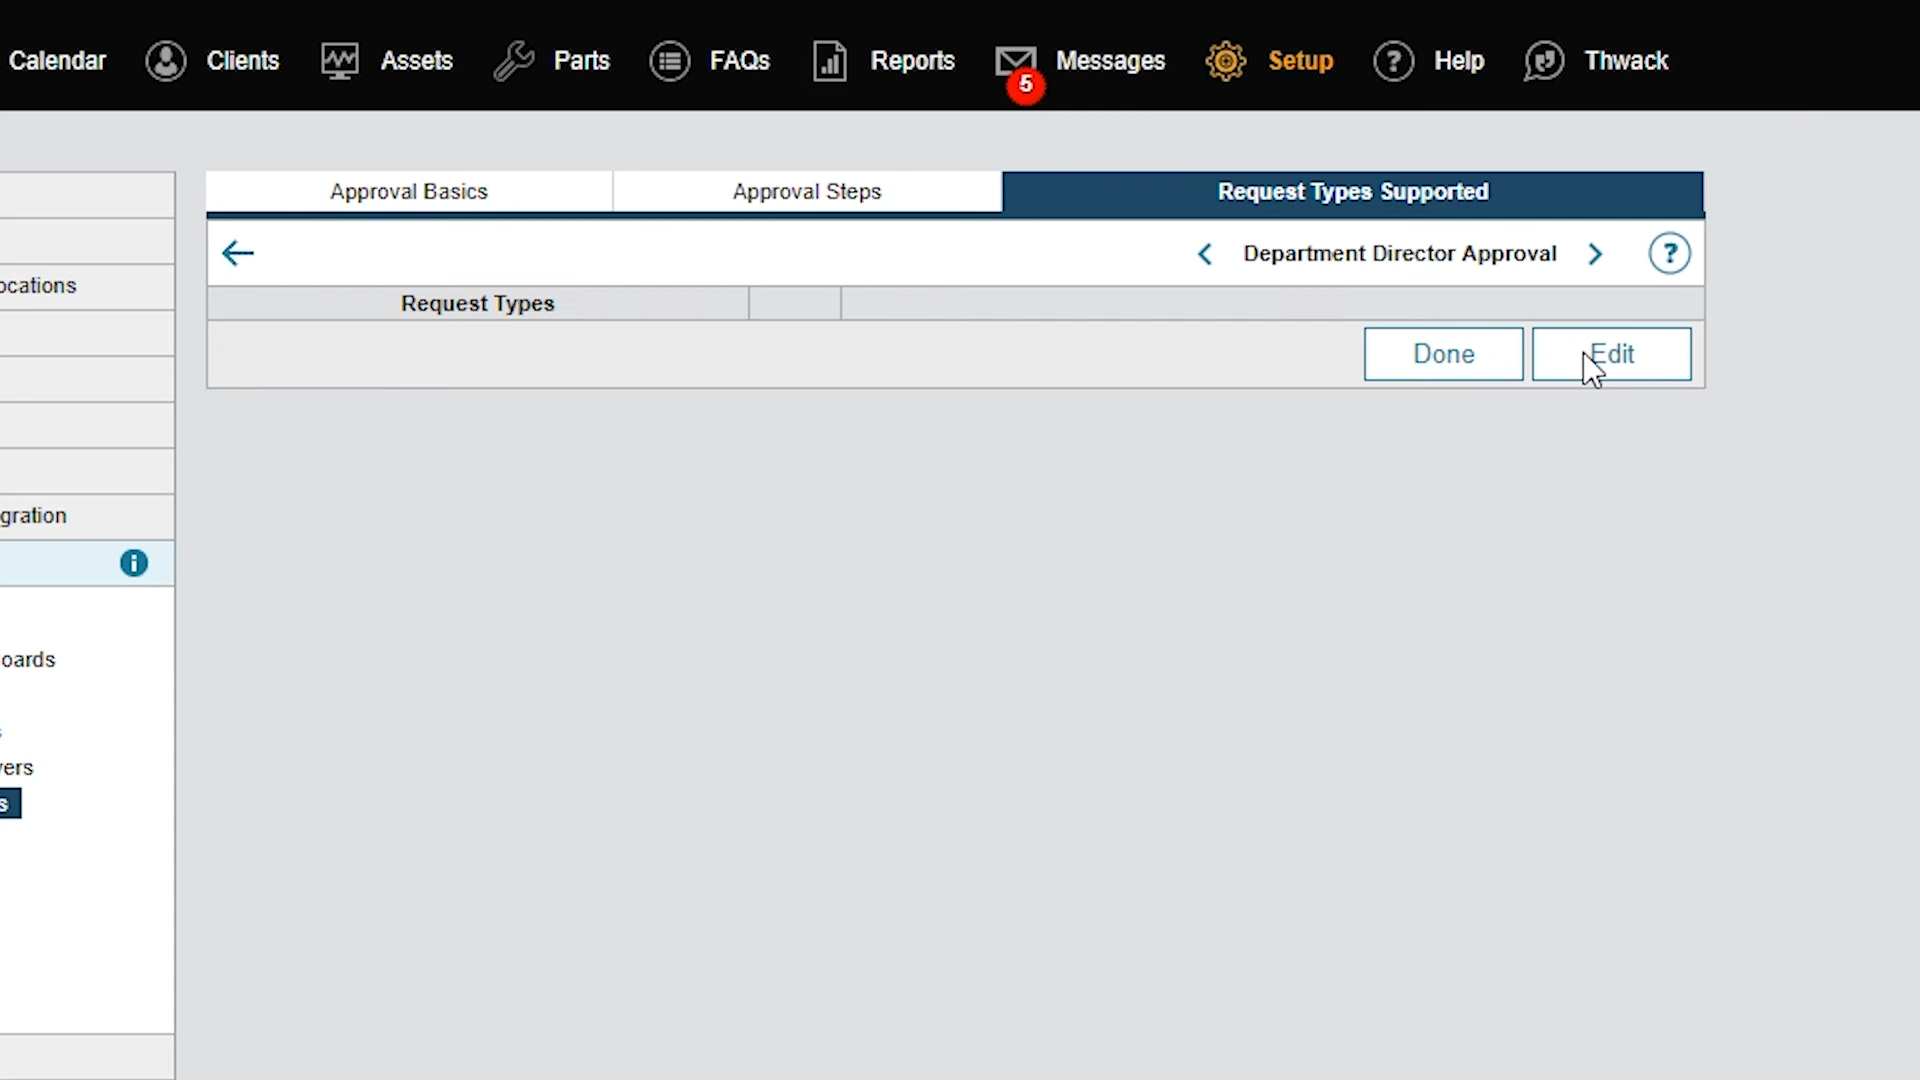 Calendar Clients Assets Parts FAQs Reports 5 Messages Setup ? Help Thwack
Approval Basics Approval Steps Request Types Supported
Department Director Approval ?
Request Types
Done Edit
ocations
gration
i
oards
s
vers
s